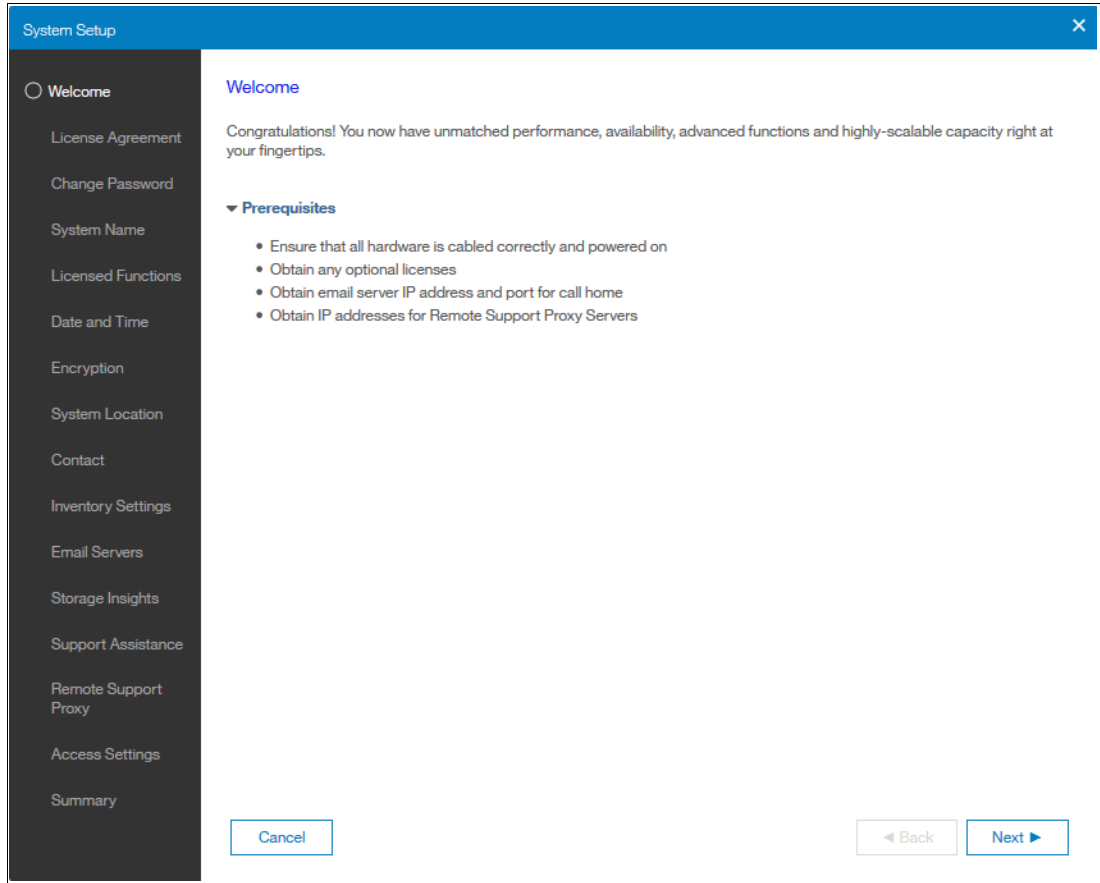 System Setup
Welcome
License Agreement
Change Password
System Name
Licensed Functions
Date and Time
Encryption
System Location
Contact
Inventory Settings
Email Servers
Storage Insights
Support Assistance
Remote Support
Proxy
Access Settings
Summary
Welcome
Congratulations! You now have unmatched performance, availability, advanced functions and highly-scalable capacity right at
your fingertips.
Prerequisites
• Ensure that all hardware is cabled correctly and powered on
• Obtain any optional licenses
• Obtain email server IP address and port for call home
• Obtain IP addresses for Remote Support Proxy Servers
Cancel
Back
Next